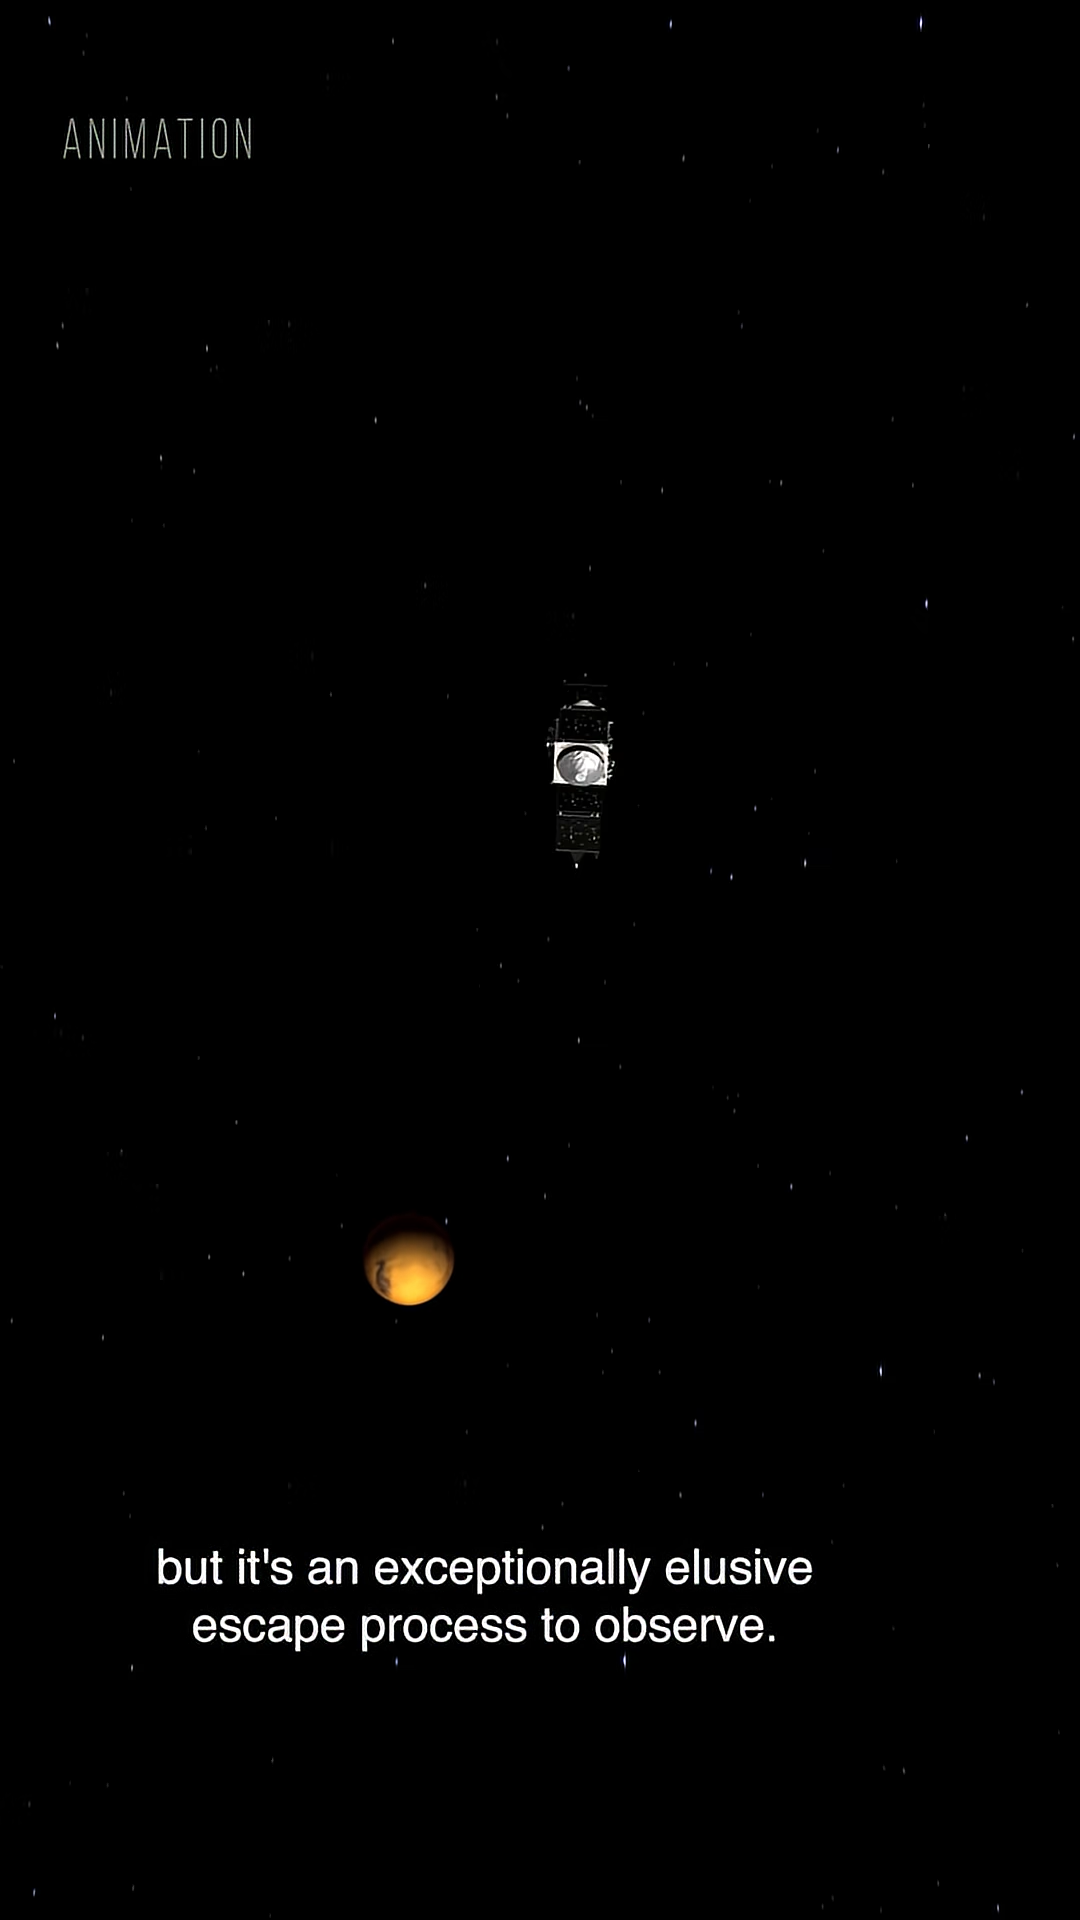 ANIMATION
but it's an exceptionally elusive
escape process to observe.